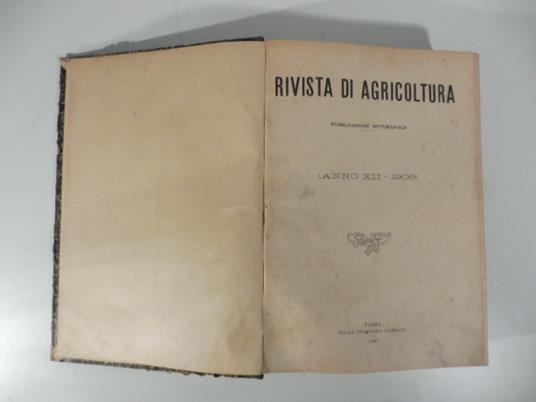 RIVISTA DI AGRICOLTURA
PUBBLICAZIONE SETTIMANALE
(ANNO XII - 1906)
PARMA